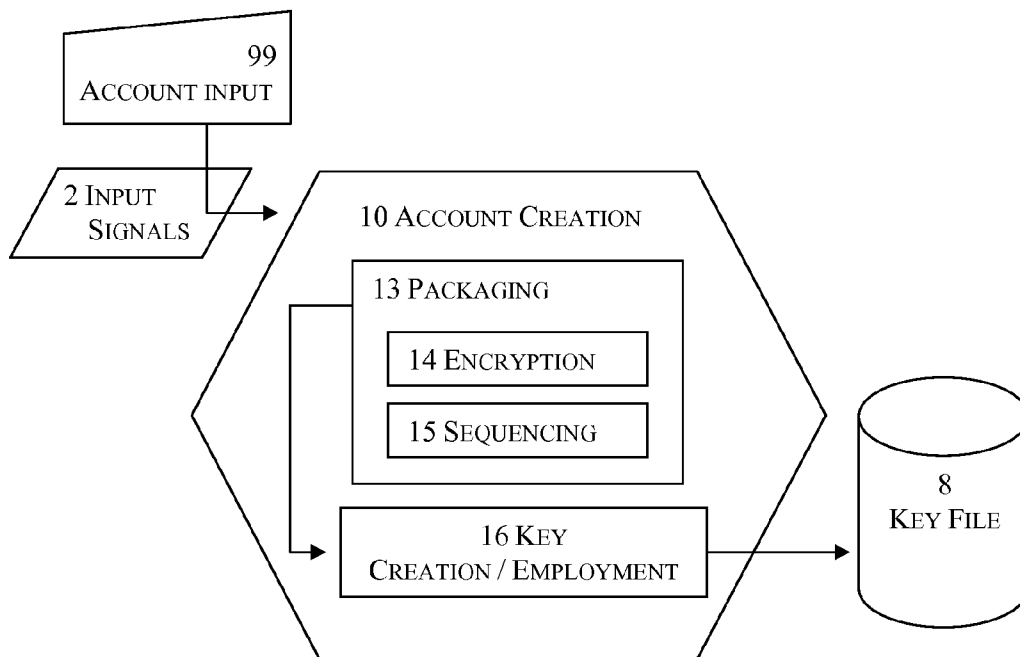 99
ACCOUNT INPUT
2 INPUT
SIGNALS
10 ACCOUNT CREATION
13 PACKAGING
14 ENCRYPTION
15 SEQUENCING
16 KEY
CREATION / EMPLOYMENT
8
KEY FILE